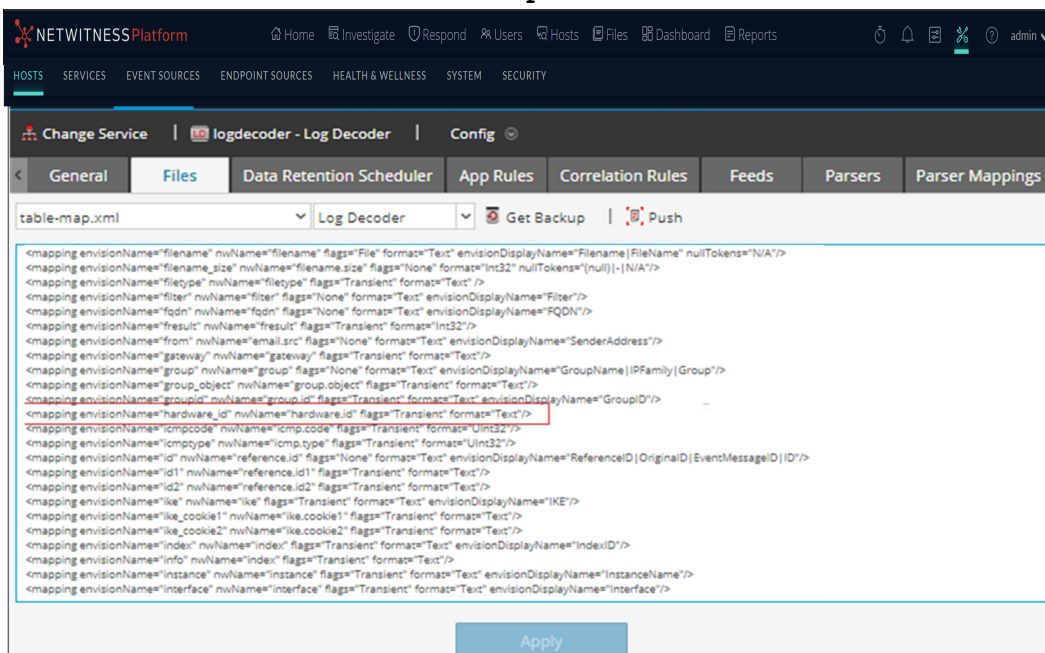 NETWITNESS Platform Home Investigate Respond Users Hosts Files Dashboard Reports admin
HOSTS SERVICES EVENT SOURCES ENDPOINT SOURCES HEALTH & WELLNESS SYSTEM SECURITY
Change Service | LD logdecoder - Log Decoder | Config
< General Files Data Retention Scheduler App Rules Correlation Rules Feeds Parsers Parser Mappings
table-map.xml Log Decoder Get Backup | Push
<mapping envisionName="filename" nwName="filename" flags="File" format="Text" envisionDisplayName="Filename|FileName" nullTokens="N/A"/>
<mapping envisionName="filename_size" nwName="filename.size" flags="None" format="Int32" nullTokens="(null)|-|N/A"/>
<mapping envisionName="filetype" nwName="filetype" flags="Transient" format="Text" />
<mapping envisionName="filter" nwName="filter" flags="None" format="Text" envisionDisplayName="Filter"/>
<mapping envisionName="fqdn" nwName="fqdn" flags="None" format="Text" envisionDisplayName="FQDN"/>
<mapping envisionName="fresult" nwName="fresult" flags="Transient" format="Int32"/>
<mapping envisionName="from" nwName="email.src" flags="None" format="Text" envisionDisplayName="SenderAddress"/>
<mapping envisionName="gateway" nwName="gateway" flags="Transient" format="Text"/>
<mapping envisionName="group" nwName="group" flags="None" format="Text" envisionDisplayName="GroupName|IPFamily|Group"/>
<mapping envisionName="group_object" nwName="group.object" flags="Transient" format="Text"/>
<mapping envisionName="groupid" nwName="group.id" flags="Transient" format="Text" envisionDisplayName="GroupID"/>
<mapping envisionName="hardware_id" nwName="hardware.id" flags="Transient" format="Text"/>
<mapping envisionName="icmpcode" nwName="icmp.code" flags="Transient" format="UInt32"/>
<mapping envisionName="icmptype" nwName="icmp.type" flags="Transient" format="UInt32"/>
<mapping envisionName="id" nwName="reference.id" flags="None" format="Text" envisionDisplayName="ReferenceID|OriginalID|EventMessageID|ID"/>
<mapping envisionName="id1" nwName="reference.id1" flags="Transient" format="Text"/>
<mapping envisionName="id2" nwName="reference.id2" flags="Transient" format="Text"/>
<mapping envisionName="ike" nwName="ike" flags="Transient" format="Text" envisionDisplayName="IKE"/>
<mapping envisionName="ike_cookie1" nwName="ike.cookie1" flags="Transient" format="Text"/>
<mapping envisionName="ike_cookie2" nwName="ike.cookie2" flags="Transient" format="Text"/>
<mapping envisionName="index" nwName="index" flags="Transient" format="Text" envisionDisplayName="IndexID"/>
<mapping envisionName="info" nwName="index" flags="Transient" format="Text"/>
<mapping envisionName="instance" nwName="instance" flags="Transient" format="Text" envisionDisplayName="InstanceName"/>
<mapping envisionName="interface" nwName="interface" flags="Transient" format="Text" envisionDisplayName="Interface"/>
Apply